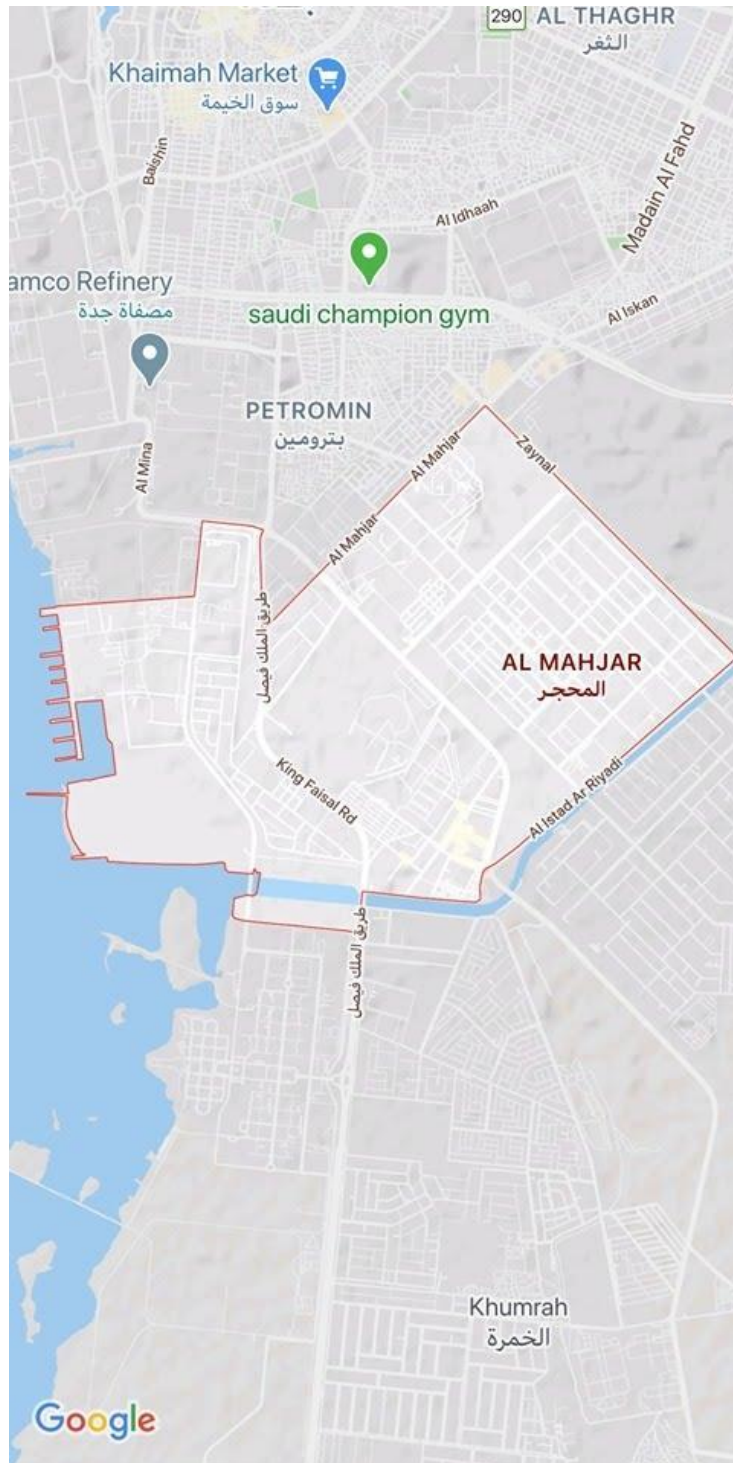 290
AL THAGHR
الثغر
Khaimah Market
سوق الخيمة
Baishin
Madain Al Fahd
Al Idhaah
amco Refinery
مصفاة جدة
saudi champion gym
Al Iskan
PETROMIN
بترومين
Al Mina
Al Mahjar
Zaynal
Al Mahjar
طريق الملك فيصل
AL MAHJAR
المحجر
King Faisal Rd
Al Istad Ar Riyadi
طريق الملك فيصل
Khumrah
الخمرة
Google